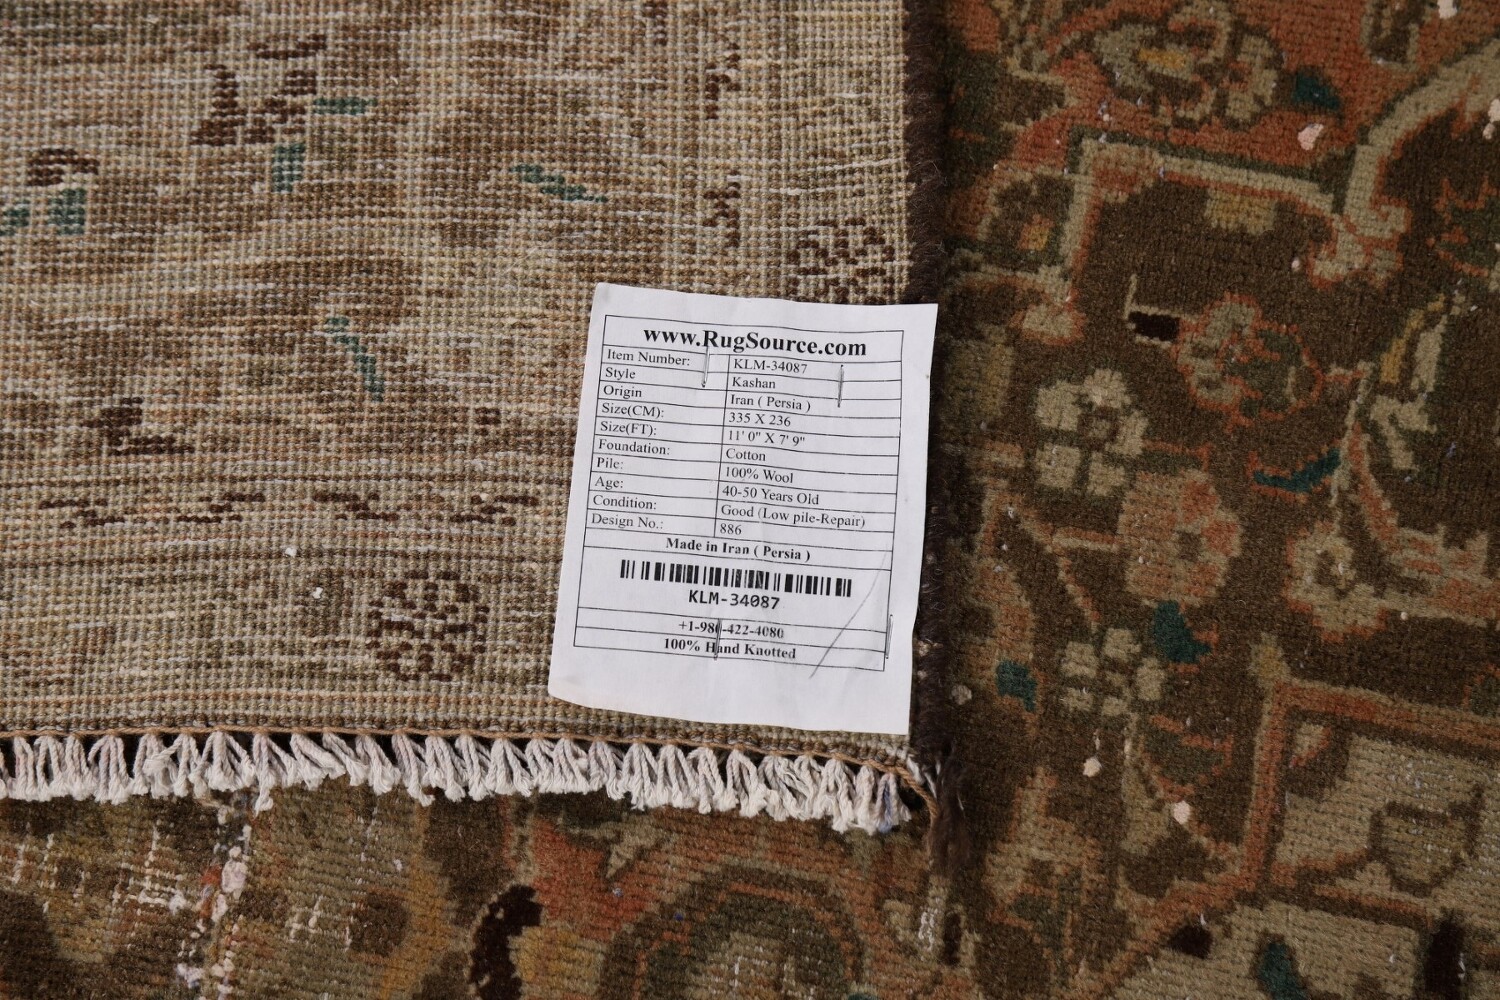 www.RugSource.com
Item Number: KLM-34087
Style Kashan
Origin Iran ( Persia )
Size(CM): 335 X 236
Size(FT): 11' 0" X 7' 9"
Foundation: Cotton
Pile: 100% Wool
Age: 40-50 Years Old
Condition: Good (Low pile-Repair)
Design No.: 886
Made in Iran ( Persia )
KLM-34087
+1-980-422-4080
100% Hand Knotted